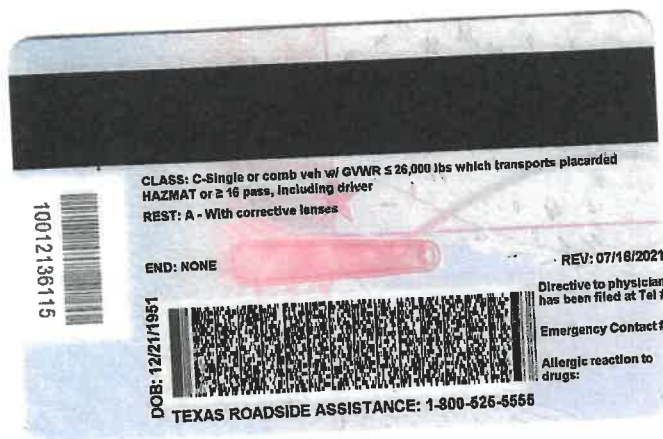 CLASS: C-Single or comb veh w/ GVWR ≤ 26,000 lbs which transports placarded
HAZMAT or ≥ 16 pass, including driver
REST: A - With corrective lenses
10012136115
END: NONE
REV: 07/16/2021
Directive to physician
has been filed at Tel #
Emergency Contact #
Allergic reaction to
drugs:
DOB: 12/21/1951
TEXAS ROADSIDE ASSISTANCE: 1-800-525-5555